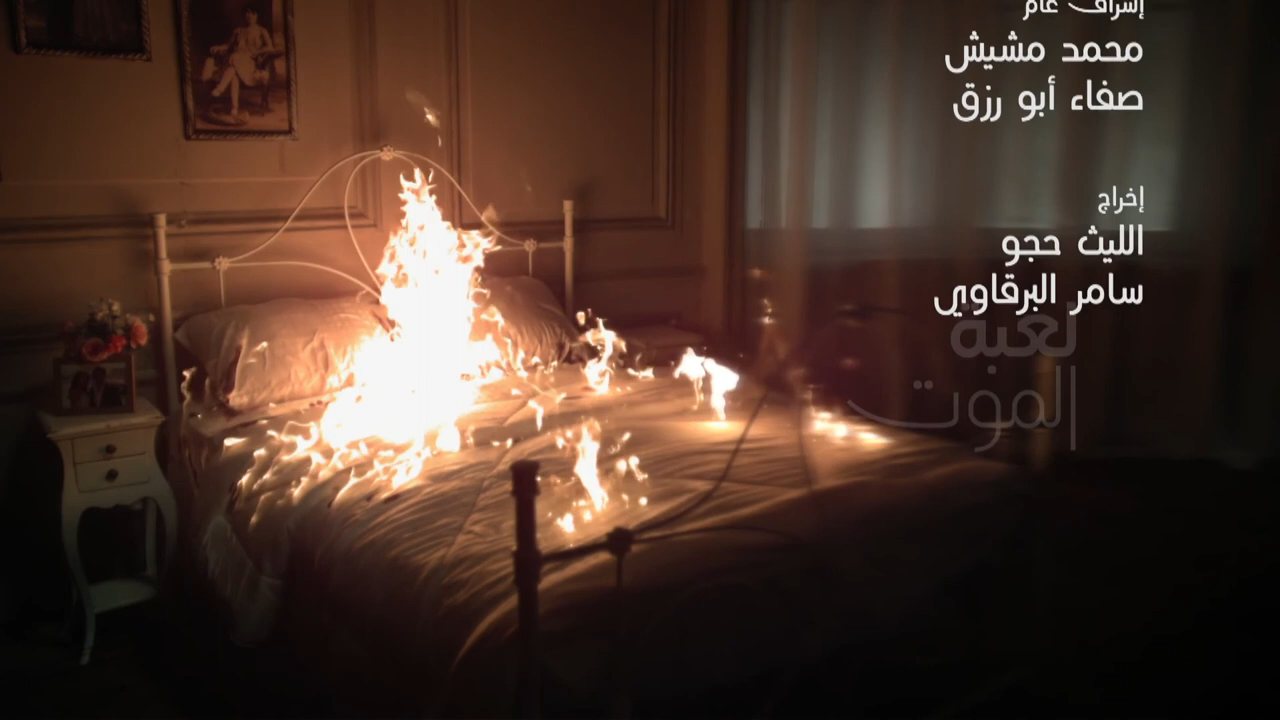 إشراف عام
محمد مشيش
صفاء أبو رزق
إخراج
الليث حجو
سامر البرقاوي
لعبة
الموت